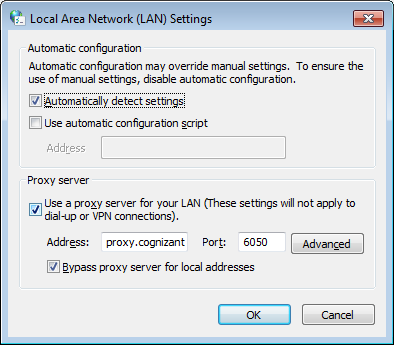 Local Area Network (LAN) Settings
Automatic configuration
Automatic configuration may override manual settings. To ensure the
use of manual settings, disable automatic configuration.
Automatically detect settings
Use automatic configuration script
Address
Proxy server
Use a proxy server for your LAN (These settings will not apply to
dial-up or VPN connections).
Address: proxy.cognizant Port: 6050 Advanced
Bypass proxy server for local addresses
OK Cancel